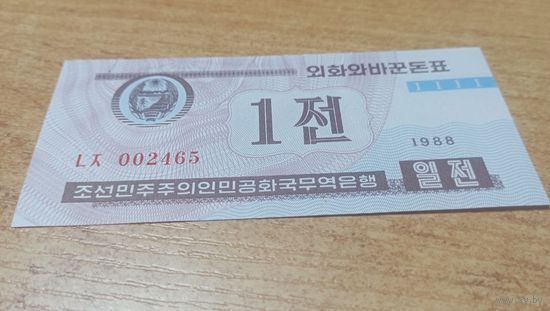 외화와바꾼돈표
1 전
1988
ㄴㅈ 002465
일전
조선민주주의인민공화국무역은행